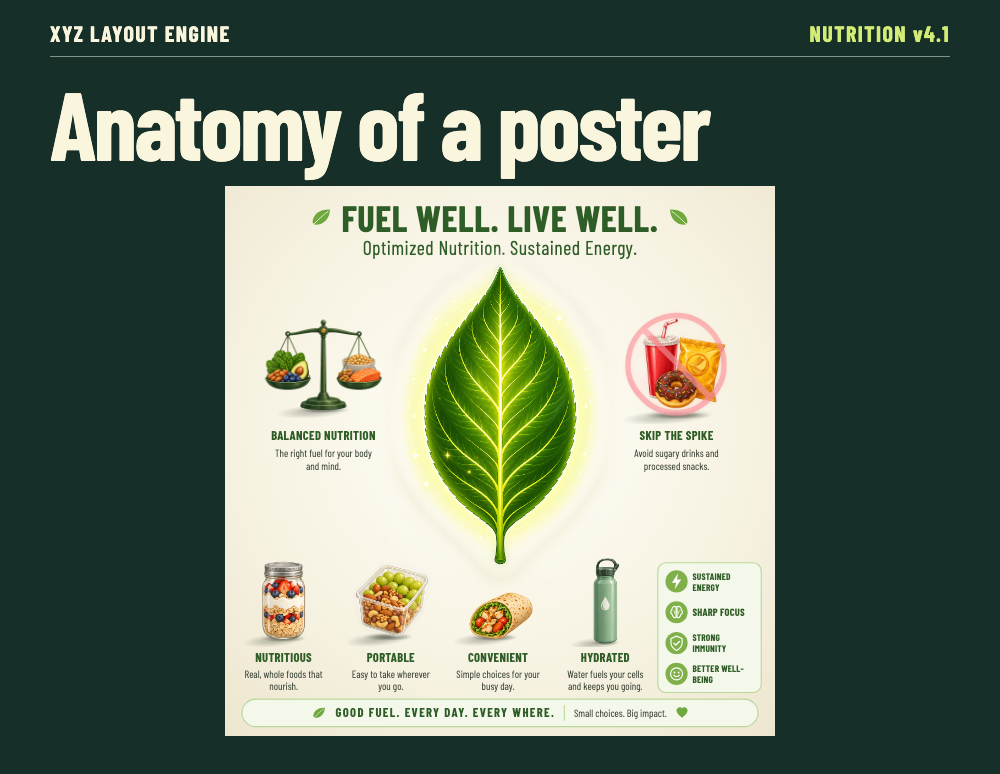 XYZ LAYOUT ENGINE
NUTRITION v4.1
Anatomy of a poster
FUEL WELL. LIVE WELL.
Optimized Nutrition. Sustained Energy.
BALANCED NUTRITION
The right fuel for your body
and mind.
SKIP THE SPIKE
Avoid sugary drinks and
processed snacks.
NUTRITIOUS
Real, whole foods that
nourish.
PORTABLE
Easy to take wherever
you go.
CONVENIENT
Simple choices for your
busy day.
HYDRATED
Water fuels your cells
and keeps you going.
SUSTAINED
ENERGY
SHARP FOCUS
STRONG
IMMUNITY
BETTER WELL-
BEING
GOOD FUEL. EVERY DAY. EVERY WHERE.
Small choices. Big impact.